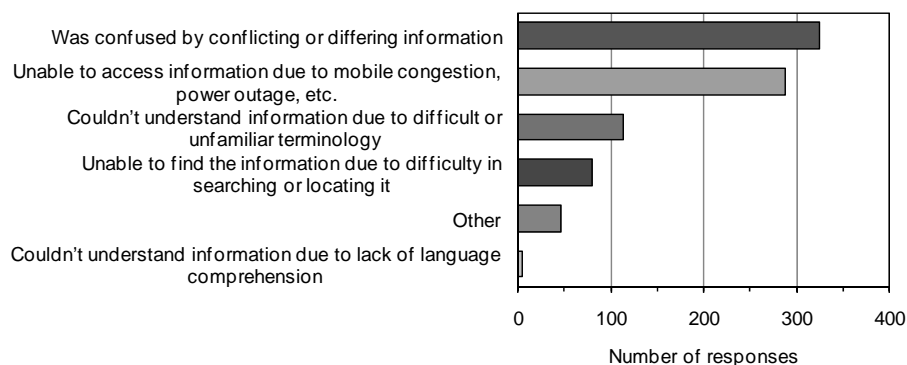 Was confused by conflicting or differing information
Unable to access information due to mobile congestion,
power outage, etc.
Couldn't understand information due to difficult or
unfamiliar terminology
Unable to find the information due to difficulty in
searching or locating it
Other
Couldn't understand information due to lack of language
comprehension
0 100 200 300 400
Number of responses